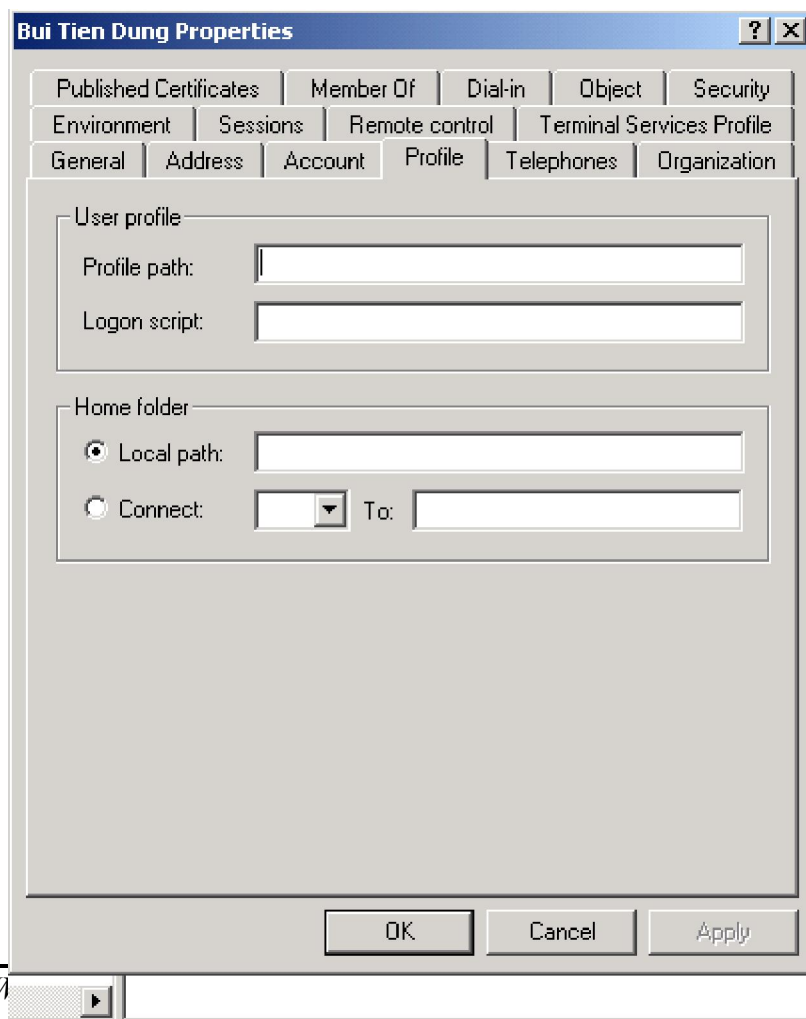 Bui Tien Dung Properties
Published Certificates Member Of Dial-in Object Security
Environment Sessions Remote control Terminal Services Profile
General Address Account Profile Telephones Organization
User profile
Profile path:
Logon script:
Home folder
Local path:
Connect: To:
OK Cancel Apply